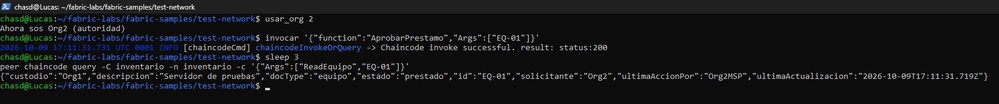 chasd@Lucas: ~/fabric-labs/fabric-samples/test-network
chasd@Lucas:~/fabric-labs/fabric-samples/test-network$ usar_org 2
Ahora sos Org2 (autoridad)
chasd@Lucas:~/fabric-labs/fabric-samples/test-network$ invocar '{"function":"AprobarPrestamo","Args":["EQ-01"]}'
2026-10-09 17:11:31.731 UTC 0001 INFO [chaincodeCmd] chaincodeInvokeOrQuery -> Chaincode invoke successful. result: status:200
chasd@Lucas:~/fabric-labs/fabric-samples/test-network$ sleep 3
peer chaincode query -C inventario -n inventario -c '{"Args":["ReadEquipo","EQ-01"]}'
{"custodio":"Org1","descripcion":"Servidor de pruebas","docType":"equipo","estado":"prestado","id":"EQ-01","solicitante":"Org2","ultimaAccionPor":"Org2MSP","ultimaActualizacion":"2026-10-09T17:11:31.719Z"}
chasd@Lucas:~/fabric-labs/fabric-samples/test-network$